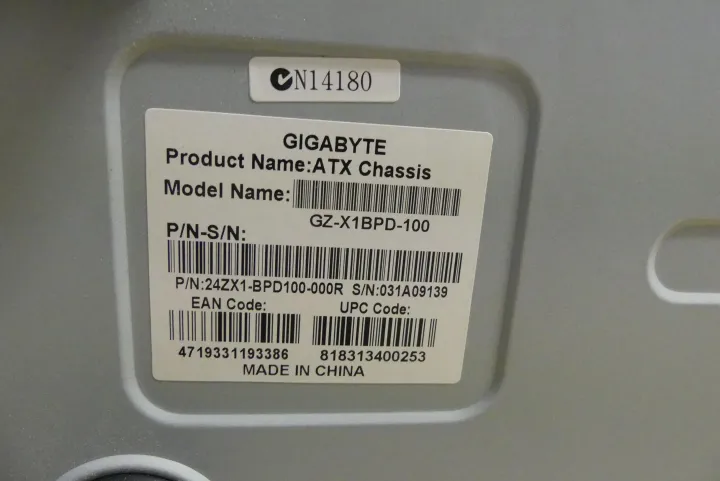 N14180
GIGABYTE
Product Name:ATX Chassis
Model Name:
GZ-X1BPD-100
P/N-S/N:
P/N:24ZX1-BPD100-000R S/N:031A09139
EAN Code: UPC Code:
4719331193386 818313400253
MADE IN CHINA